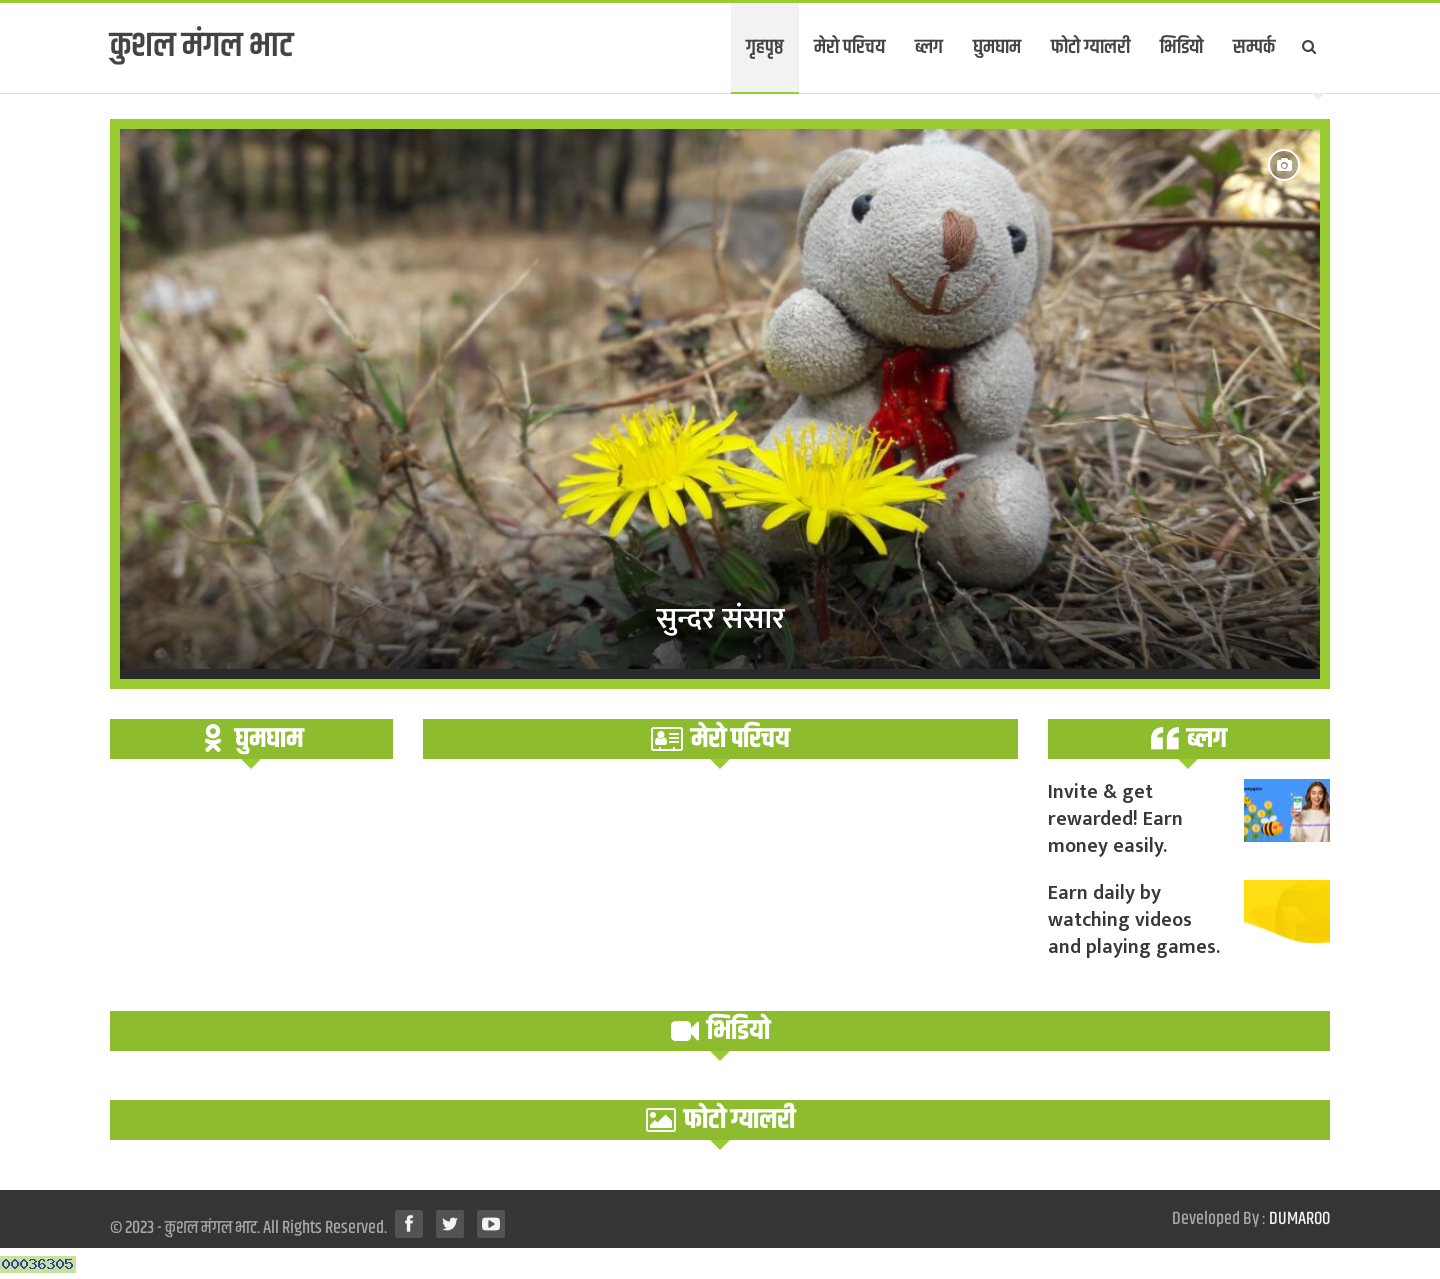 कुशल मंगल भाट
गृहपृष्ठ मेरो परिचय ब्लग घुमघाम फोटो ग्यालरी भिडियो सम्पर्क
सुन्दर संसार
घुमघाम
मेरो परिचय
ब्लग
Invite & get
rewarded! Earn
money easily.
Earn daily by
watching videos
and playing games.
भिडियो
फोटो ग्यालरी
© 2023 - कुशल मंगल भाट. All Rights Reserved.
Developed By : DUMAROO
00036305